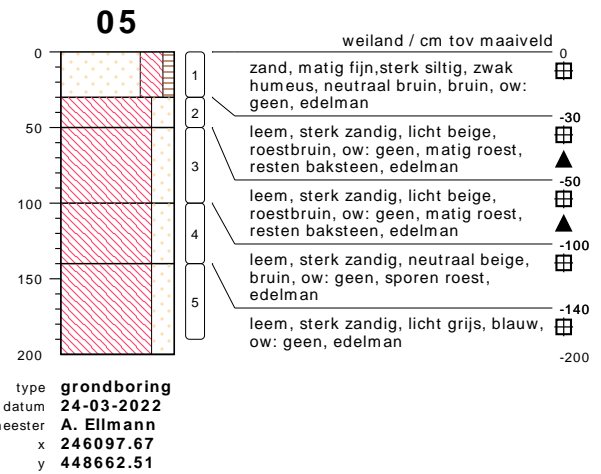 05
weiland / cm tov maaiveld
0
0
zand, matig fijn,sterk siltig, zwak
humeus, neutraal bruin, bruin, ow:
geen, edelman
1
-30
2
leem, sterk zandig, licht beige,
roestbruin, ow: geen, matig roest,
resten baksteen, edelman
50
-50
3
leem, sterk zandig, licht beige,
roestbruin, ow: geen, matig roest,
resten baksteen, edelman
100
-100
4
leem, sterk zandig, neutraal beige,
bruin, ow: geen, sporen roest,
edelman
150
-140
5
leem, sterk zandig, licht grijs, blauw,
ow: geen, edelman
200
-200
type grondboring
datum 24-03-2022
eester A. Ellmann
x 246097.67
y 448662.51